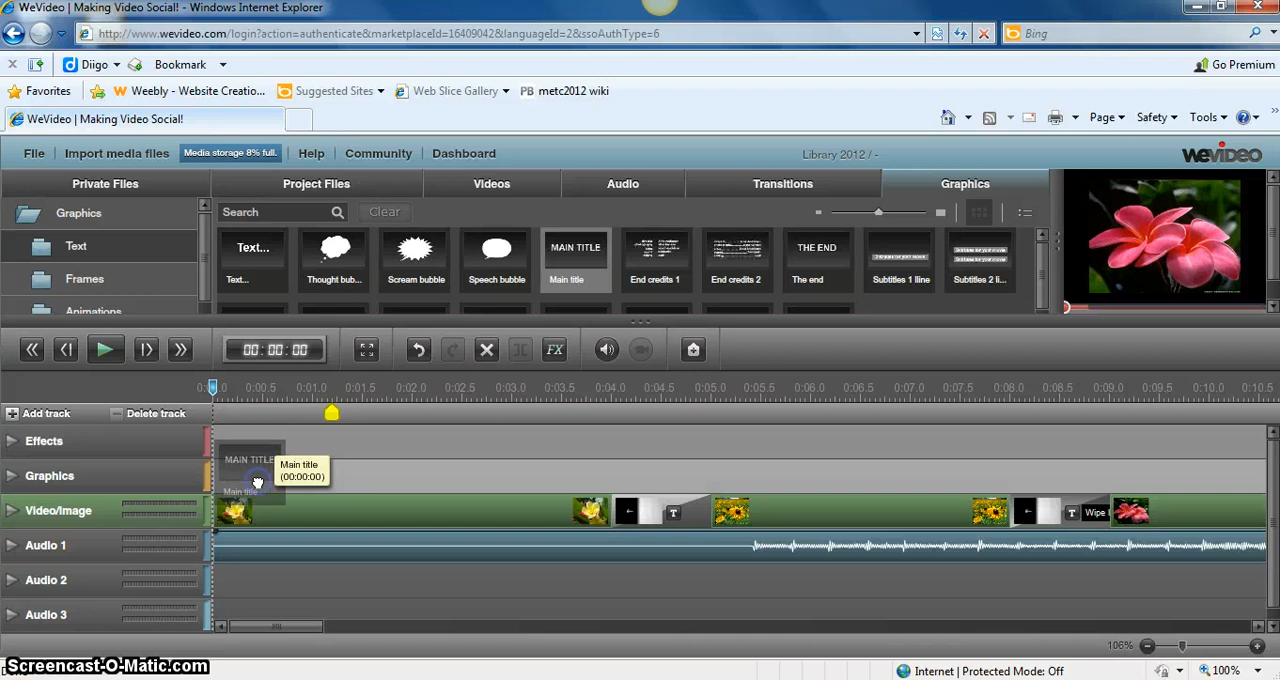 WeVideo | Making Video Social! - Windows Internet Explorer
http://www.wevideo.com/login?action=authenticate&marketplaceId=16409042&languageId=2&ssoAuthType=6
Bing
Diigo
Bookmark
Go Premium
Favorites
Weebly - Website Creatio...
Suggested Sites
Web Slice Gallery
PB metc2012 wiki
WeVideo | Making Video Social!
Page
Safety
Tools
File
Import media files
Media storage 8% full.
Help
Community
Dashboard
Library 2012 / -
WEVIDEO
Private Files
Project Files
Videos
Audio
Transitions
Graphics
Graphics
Search
Clear
Text
Frames
Animations
Text...
MAIN TITLE
THE END
Text...
Thought bub...
Scream bubble
Speech bubble
Main title
End credits 1
End credits 2
The end
Subtitles 1 lline
Subtitles 2 li...
00:00:00
FX
0:00.5
0:01.0
0:01.5
0:02.0
0:02.5
0:03.0
0:03.5
0:04.0
0:04.5
0:05.0
0:05.5
0:06.0
0:06.5
0:07.0
0:07.5
0:08.0
0:08.5
0:09.0
0:09.5
0:10.0
0:10.5
Add track
Delete track
Effects
MAIN TITLE
Main title
(00:00:00)
Graphics
Main title
Video/Image
T
T
Wipe
Audio 1
Audio 2
Audio 3
106%
Screencast-O-Matic.com
Internet | Protected Mode: Off
100%